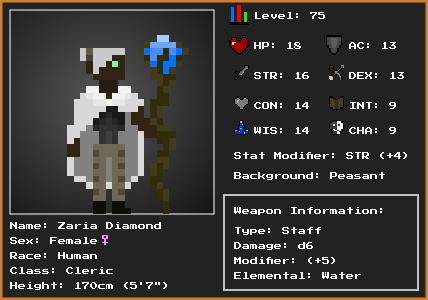 Level: 75
HP: 18 AC: 13
STR: 16 DEX: 13
CON: 14 INT: 9
WIS: 14 CHA: 9
Stat Modifier: STR (+4)
Background: Peasant
Weapon Information:
Type: Staff
Damage: d6
Modifier: (+5)
Elemental: Water
Name: Zaria Diamond
Sex: Female♀
Race: Human
Class: Cleric
Height: 170cm (5'7")